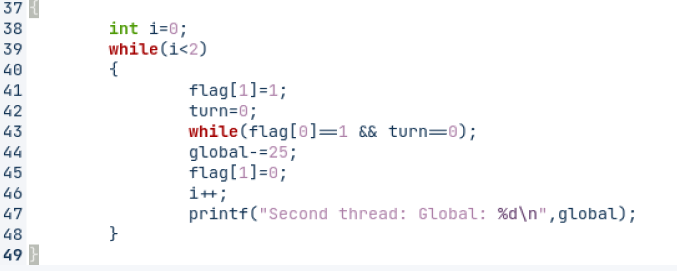 37 {
38 int i=0;
39 while(i<2)
40 {
41 flag[1]=1;
42 turn=0;
43 while(flag[0]==1 && turn==0);
44 global-=25;
45 flag[1]=0;
46 i++;
47 printf("Second thread: Global: %d\n",global);
48 }
49 }